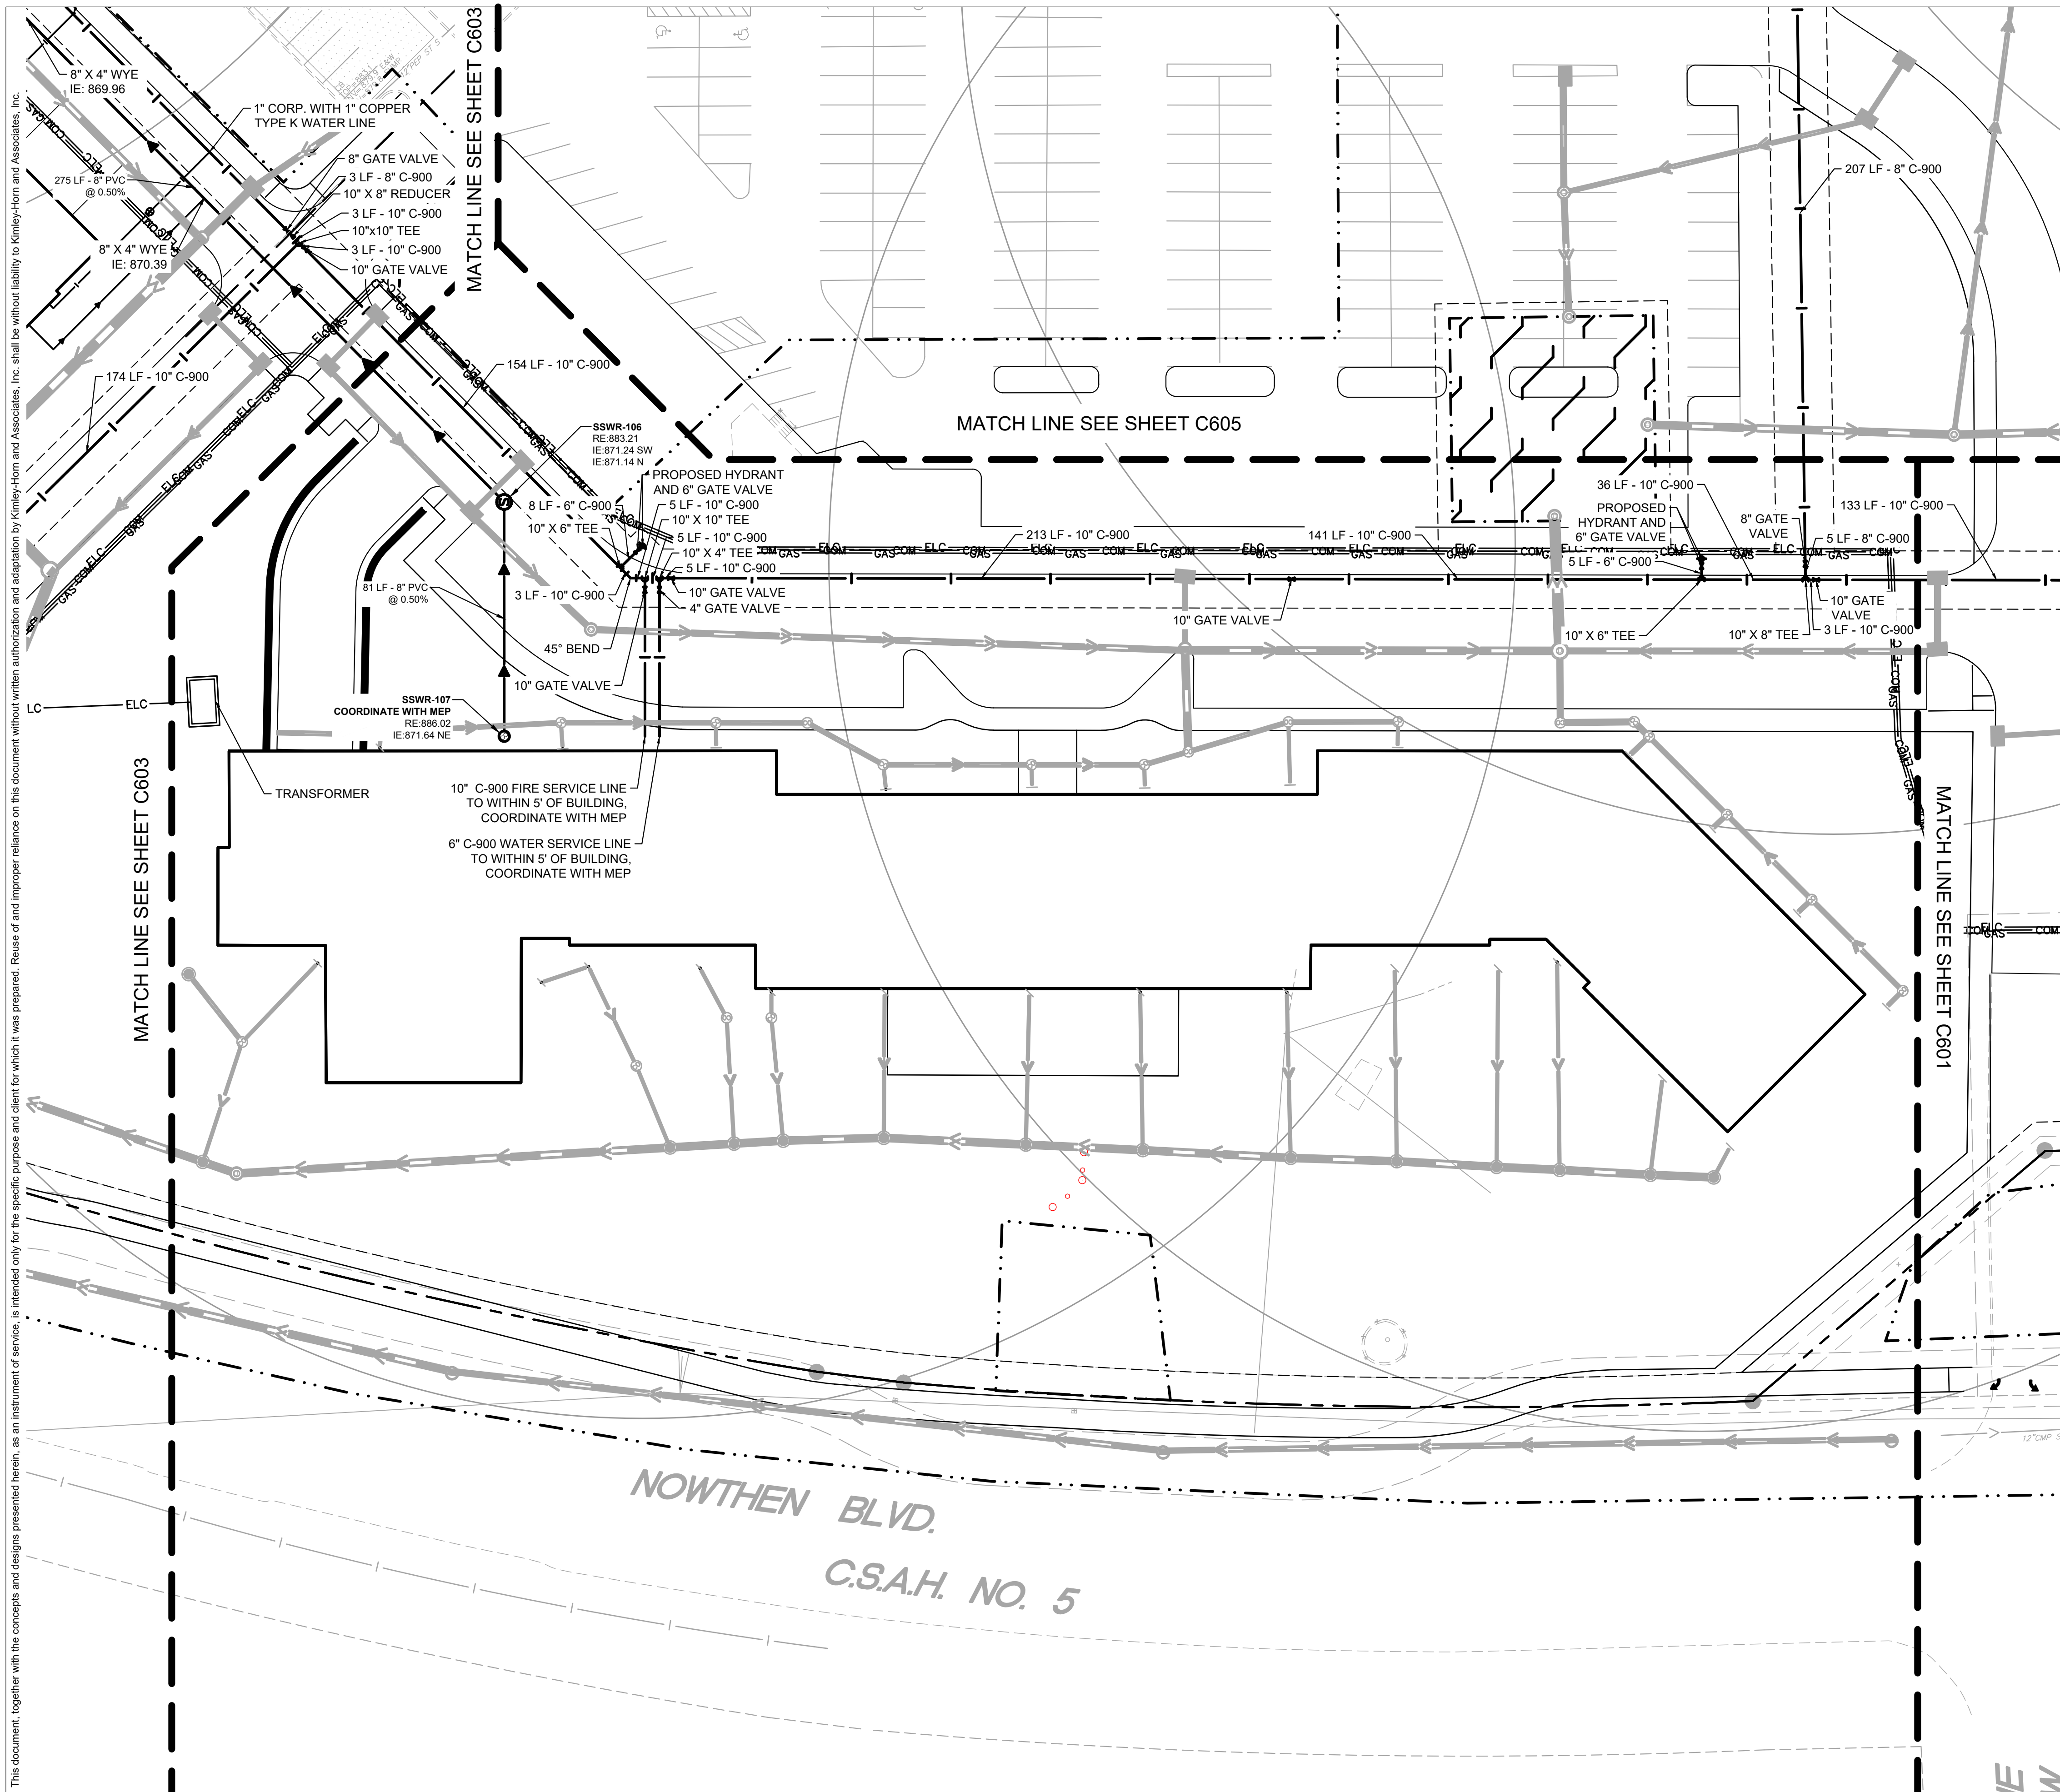 This document, together with the concepts and designs presented herein, as an instrument of service, is intended only for the specific purpose and client for which it was prepared. Reuse of and improper reliance on this document without written authorization and adaptation by Kimley-Horn and Associates, Inc. shall be without liability to Kimley-Horn and Associates, Inc.
8" X 4" WYE
IE: 869.96
1" CORP. WITH 1" COPPER
TYPE K WATER LINE
MATCH LINE SEE SHEET C603
275 LF - 8" PVC
@ 0.50%
8" GATE VALVE
3 LF - 8" C-900
10" X 8" REDUCER
3 LF - 10" C-900
10"x10" TEE
3 LF - 10" C-900
10" GATE VALVE
8" X 4" WYE
IE: 870.39
207 LF - 8" C-900
174 LF - 10" C-900
154 LF - 10" C-900
MATCH LINE SEE SHEET C605
SSWR-106
RE:883.21
IE:871.24 SW
IE:871.14 N
PROPOSED HYDRANT
AND 6" GATE VALVE
8 LF - 6" C-900
5 LF - 10" C-900
10" X 10" TEE
10" X 6" TEE
5 LF - 10" C-900
10" X 4" TEE
5 LF - 10" C-900
10" GATE VALVE
4" GATE VALVE
3 LF - 10" C-900
81 LF - 8" PVC
@ 0.50%
45° BEND
10" GATE VALVE
213 LF - 10" C-900
141 LF - 10" C-900
10" GATE VALVE
36 LF - 10" C-900
PROPOSED
HYDRANT AND
6" GATE VALVE
5 LF - 6" C-900
8" GATE
VALVE
133 LF - 10" C-900
5 LF - 8" C-900
10" GATE
VALVE
10" X 6" TEE
10" X 8" TEE
3 LF - 10" C-900
ELC
COM
GAS
LC
ELC
SSWR-107
COORDINATE WITH MEP
RE:886.02
IE:871.64 NE
TRANSFORMER
10" C-900 FIRE SERVICE LINE
TO WITHIN 5' OF BUILDING,
COORDINATE WITH MEP
6" C-900 WATER SERVICE LINE
TO WITHIN 5' OF BUILDING,
COORDINATE WITH MEP
MATCH LINE SEE SHEET C603
MATCH LINE SEE SHEET C601
ELC
GAS
COM
12"CMP S
NOWTHEN BLVD.
C.S.A.H. NO. 5